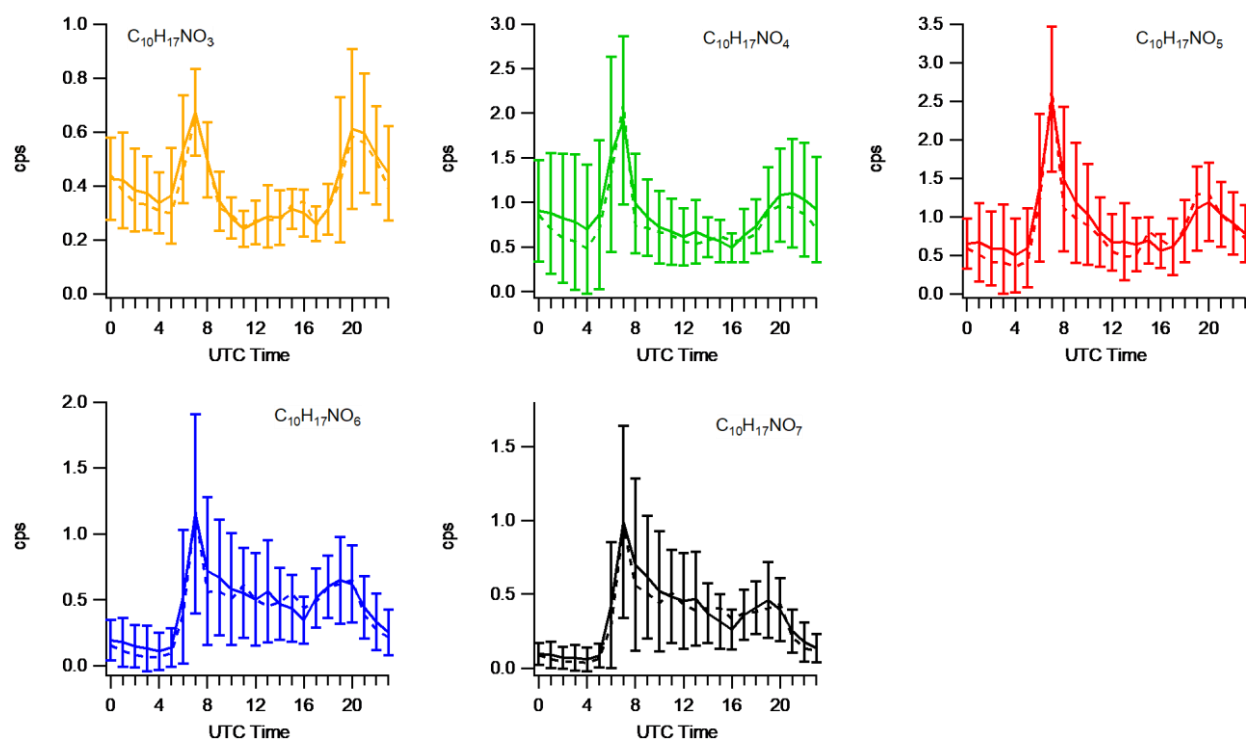 C₁₀H₁₇NO₃
1.0
0.8
0.6
0.4
0.2
0.0
cps
0 4 8 12 16 20
UTC Time
C₁₀H₁₇NO₄
3.0
2.5
2.0
1.5
1.0
0.5
0.0
cps
0 4 8 12 16 20
UTC Time
C₁₀H₁₇NO₅
3.5
3.0
2.5
2.0
1.5
1.0
0.5
0.0
cps
0 4 8 12 16 20
UTC Time
C₁₀H₁₇NO₆
2.0
1.5
1.0
0.5
0.0
cps
0 4 8 12 16 20
UTC Time
C₁₀H₁₇NO₇
1.5
1.0
0.5
0.0
cps
0 4 8 12 16 20
UTC Time